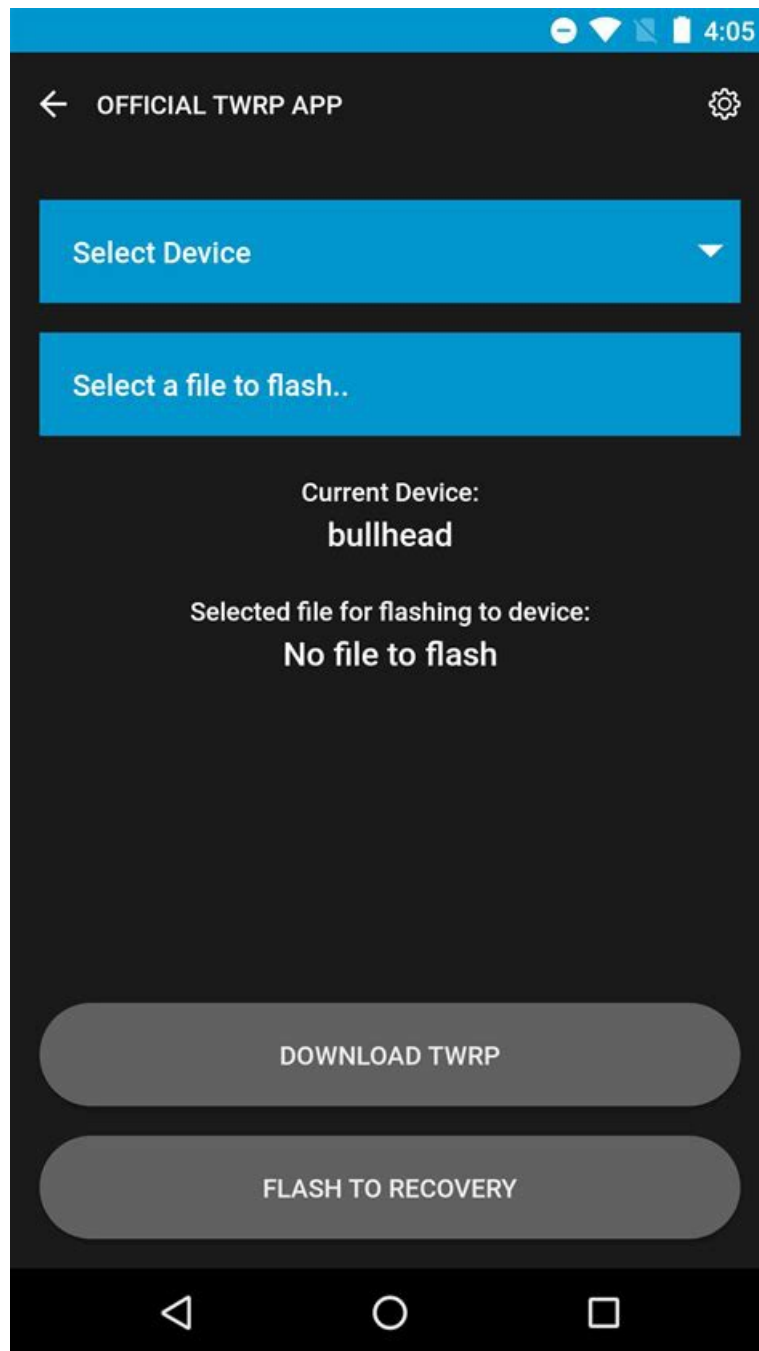 4:05
OFFICIAL TWRP APP
Select Device
Select a file to flash..
Current Device:
bullhead
Selected file for flashing to device:
No file to flash
DOWNLOAD TWRP
FLASH TO RECOVERY